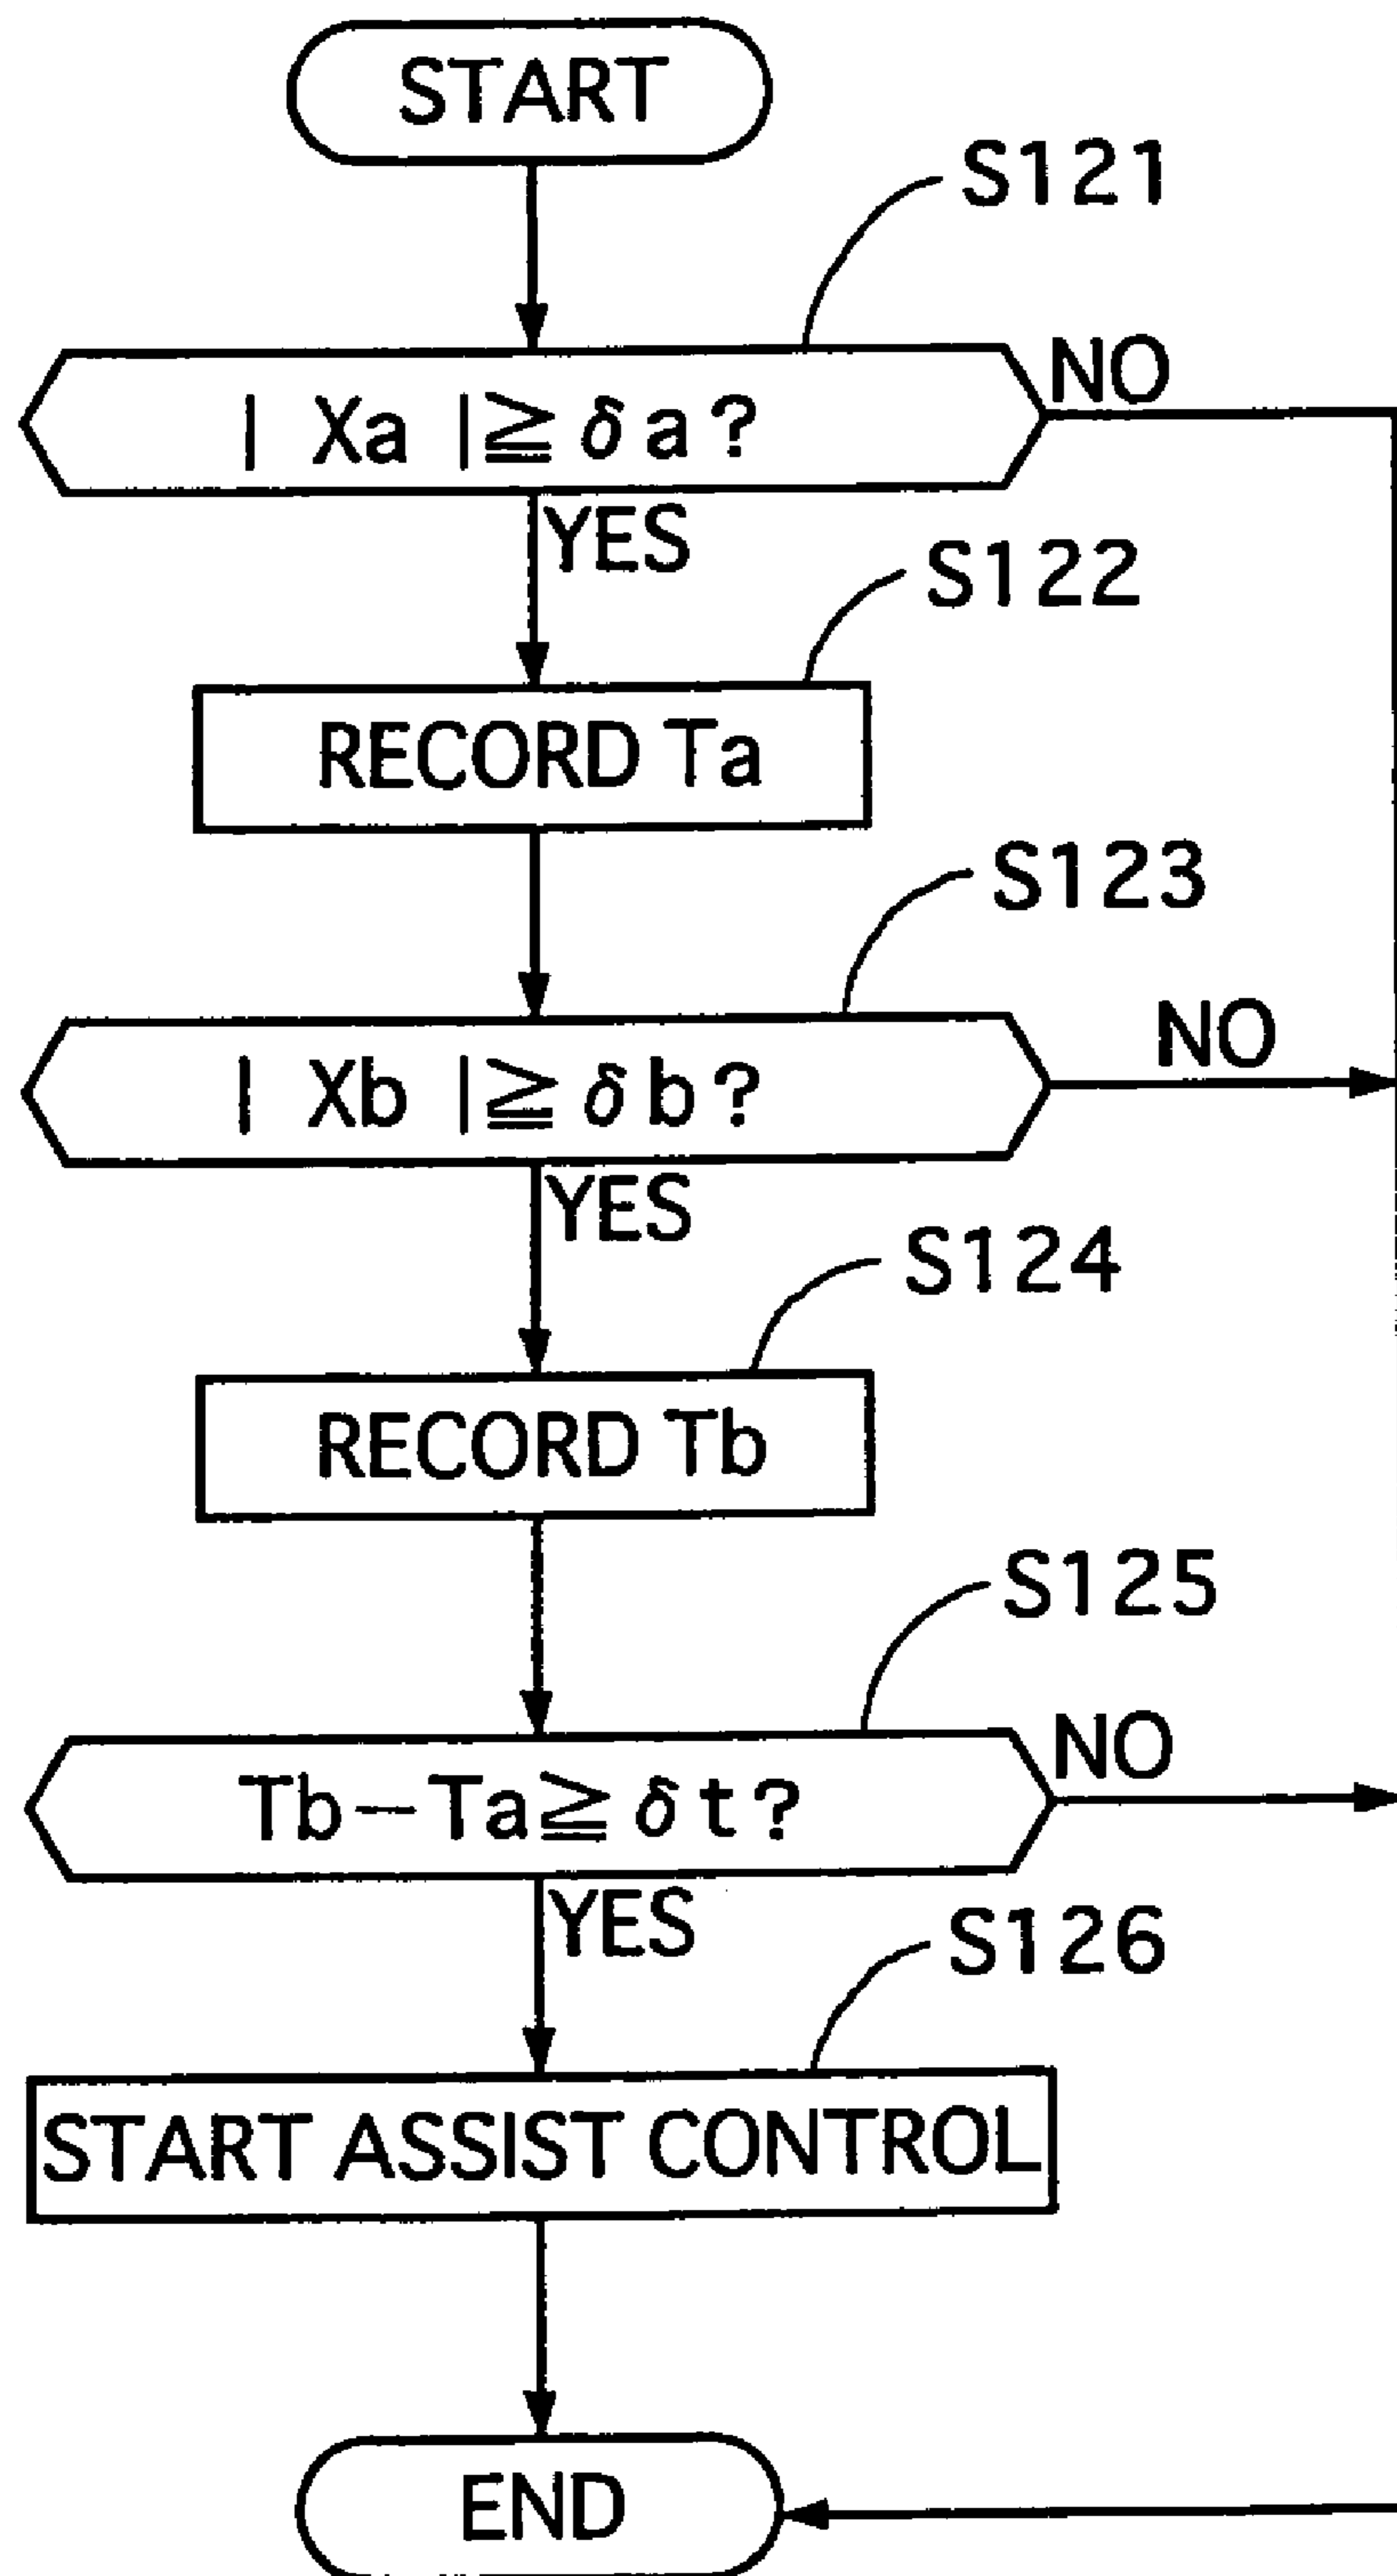 START
S121
| Xa |≧δa?
NO
YES
S122
RECORD Ta
S123
| Xb |≧δb?
NO
YES
S124
RECORD Tb
S125
Tb－Ta≧δt?
NO
YES
S126
START ASSIST CONTROL
END